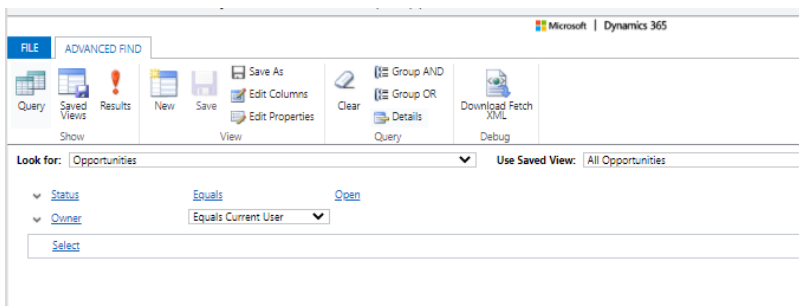 Microsoft | Dynamics 365
FILE ADVANCED FIND
Query Saved Views Results New Save Save As Edit Columns Edit Properties Clear Group AND Group OR Details Download Fetch XML
Show View Query Debug
Look for: Opportunities Use Saved View: All Opportunities
Status Equals Open
Owner Equals Current User
Select